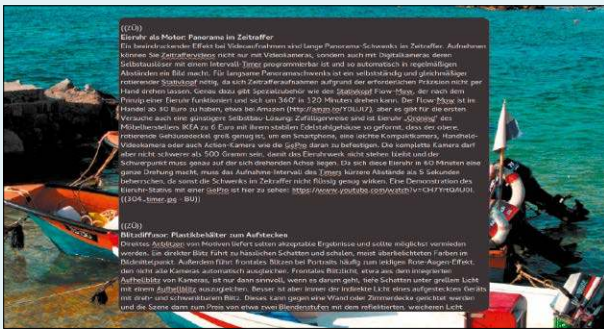 ((ZÜ))
Eieruhr als Motor: Panorama im Zeitraffer
Ein beeindruckender Effekt bei Videoaufnahmen sind lange Panorama-Schwenks im Zeitraffer. Aufnehmen
können Sie Zeitraffervideos nicht nur mit Videokameras, sondern auch mit Digitalkameras deren
Selbstauslöser mit einem Intervall-Timer programmierbar ist und so automatisch in regelmäßigen
Abständen ein Bild macht. Für langsame Panoramaschwenks ist ein selbstständig und gleichmäßiger
rotierender Stativkopf nötig, da sich Zeitrafferaufnahmen aufgrund der erforderlichen Präzision nicht per
Hand drehen lassen. Genau dazu gibt Spezialzubehör wie den Stativkopf Flow-Mow, der nach dem
Prinzip einer Eieruhr funktioniert und sich um 360° in 120 Minuten drehen kann. Der Flow-Mow ist im
Handel ab 30 Euro zu haben, etwa bei Amazon (http://amzn.to/Y0LUI7), aber es gibt für die ersten
Versuche auch eine günstigere Selbstbau-Lösung: Zufälligerweise sind ist Eieruhr „Ordning“ des
Möbelherstellers IKEA zu 6 Euro mit ihrem stabilen Edelstahlgehäuse so geformt, dass der obere,
rotierende Gehäusedeckel groß genug ist, um ein Smartphone, eine leichte Kompaktkamera, Handheld-
Videokamera oder auch Action-Kamera wie die GoPro daran zu befestigen. Die komplette Kamera darf
aber nicht schwerer als 500 Gramm sein, damit das Eieruhrwerk nicht stehen bleibt und der
Schwerpunkt muss genau auf der sich drehenden Achse liegen. Da sich diese Eieruhr in 60 Minuten eine
ganze Drehung macht, muss das Aufnahme-Intervall des Timers kürzere Abstände als 5 Sekunden
beherrschen, da sonst die Schwenks im Zeitraffer nicht flüssig genug wirken. Eine Demonstration des
Eieruhr-Stativs mit einer GoPro ist hier zu sehen: https://www.youtube.com/watch?v=CH7YrHQAU0I.
((304_timer.jpg - BU))
((ZÜ))
Blitzdiffusor: Plastikbehälter zum Aufstecken
Direktes Anblitzen von Motiven liefert selten akzeptable Ergebnisse und sollte möglichst vermieden
werden. Ein direkter Blitz führt zu hässlichen Schatten und schalen, meist überlichteten Farben im
Bildmittelpunkt. Außerdem führt frontales Blitzen bei Portraits häufig zum leidigen Rote-Augen-Effekt,
den nicht alle Kameras automatisch ausgleichen. Frontales Blitzlicht, etwa aus dem integrierten
Aufhellblitz von Kameras, ist nur dann sinnvoll, wenn es darum geht, tiefe Schatten unter grellem Licht
mit einem Aufhellblitz auszugleichen. Besser ist aber immer der indirekte Licht eines aufgesteckten Geräts
mit dreh- und schwenkbarem Blitz. Dieses kann gegen eine Wand oder Zimmerdecke gerichtet werden
und die Szene dann zum Preis von etwa zwei Blendenstufen mit dem reflektierten, weicheren Licht